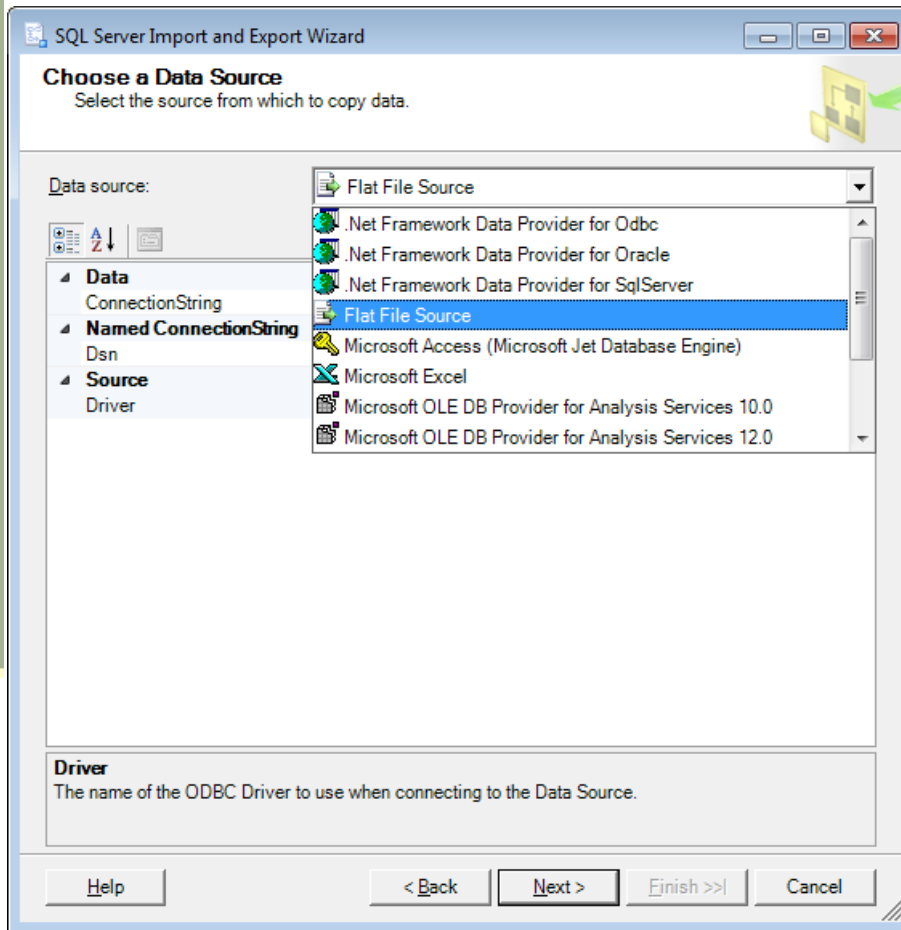 SQL Server Import and Export Wizard
Choose a Data Source
Select the source from which to copy data.
Data source:
Flat File Source
.Net Framework Data Provider for Odbc
.Net Framework Data Provider for Oracle
.Net Framework Data Provider for SqlServer
Flat File Source
Microsoft Access (Microsoft Jet Database Engine)
Microsoft Excel
Microsoft OLE DB Provider for Analysis Services 10.0
Microsoft OLE DB Provider for Analysis Services 12.0
A
Z
Data
ConnectionString
Named ConnectionString
Dsn
Source
Driver
Driver
The name of the ODBC Driver to use when connecting to the Data Source.
Help
< Back
Next >
Finish >>|
Cancel